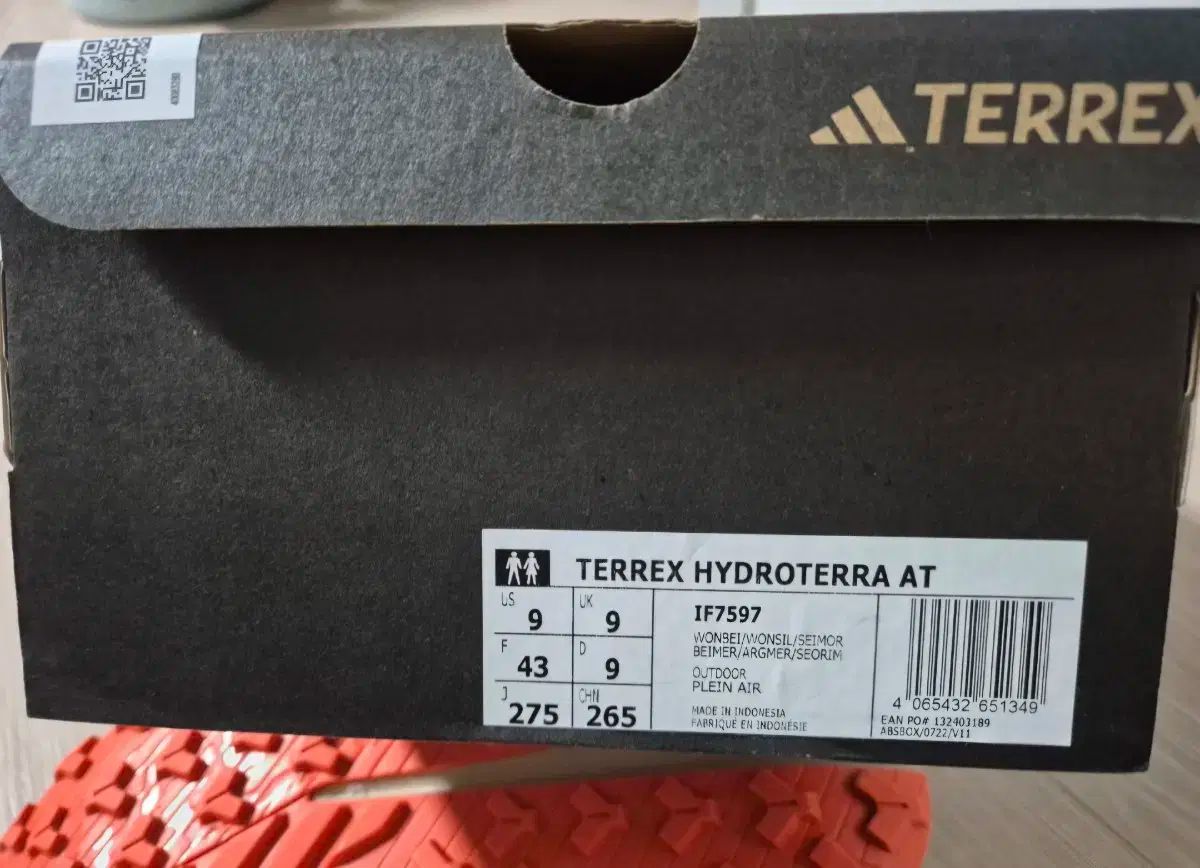 TERREX
TERREX HYDROTERRA AT
US 9 UK 9
F 43 D 9
J 275 CHN 265
IF7597
WONBEI/WONSIL/SEIMOR
BEIMER/ARGMER/SEORIM
OUTDOOR
PLEIN AIR
MADE IN INDONESIA
FABRIQUÉ EN INDONÉSIE
4 065432 651349
EAN PO# 132403189
ABSBOX/0722/V11